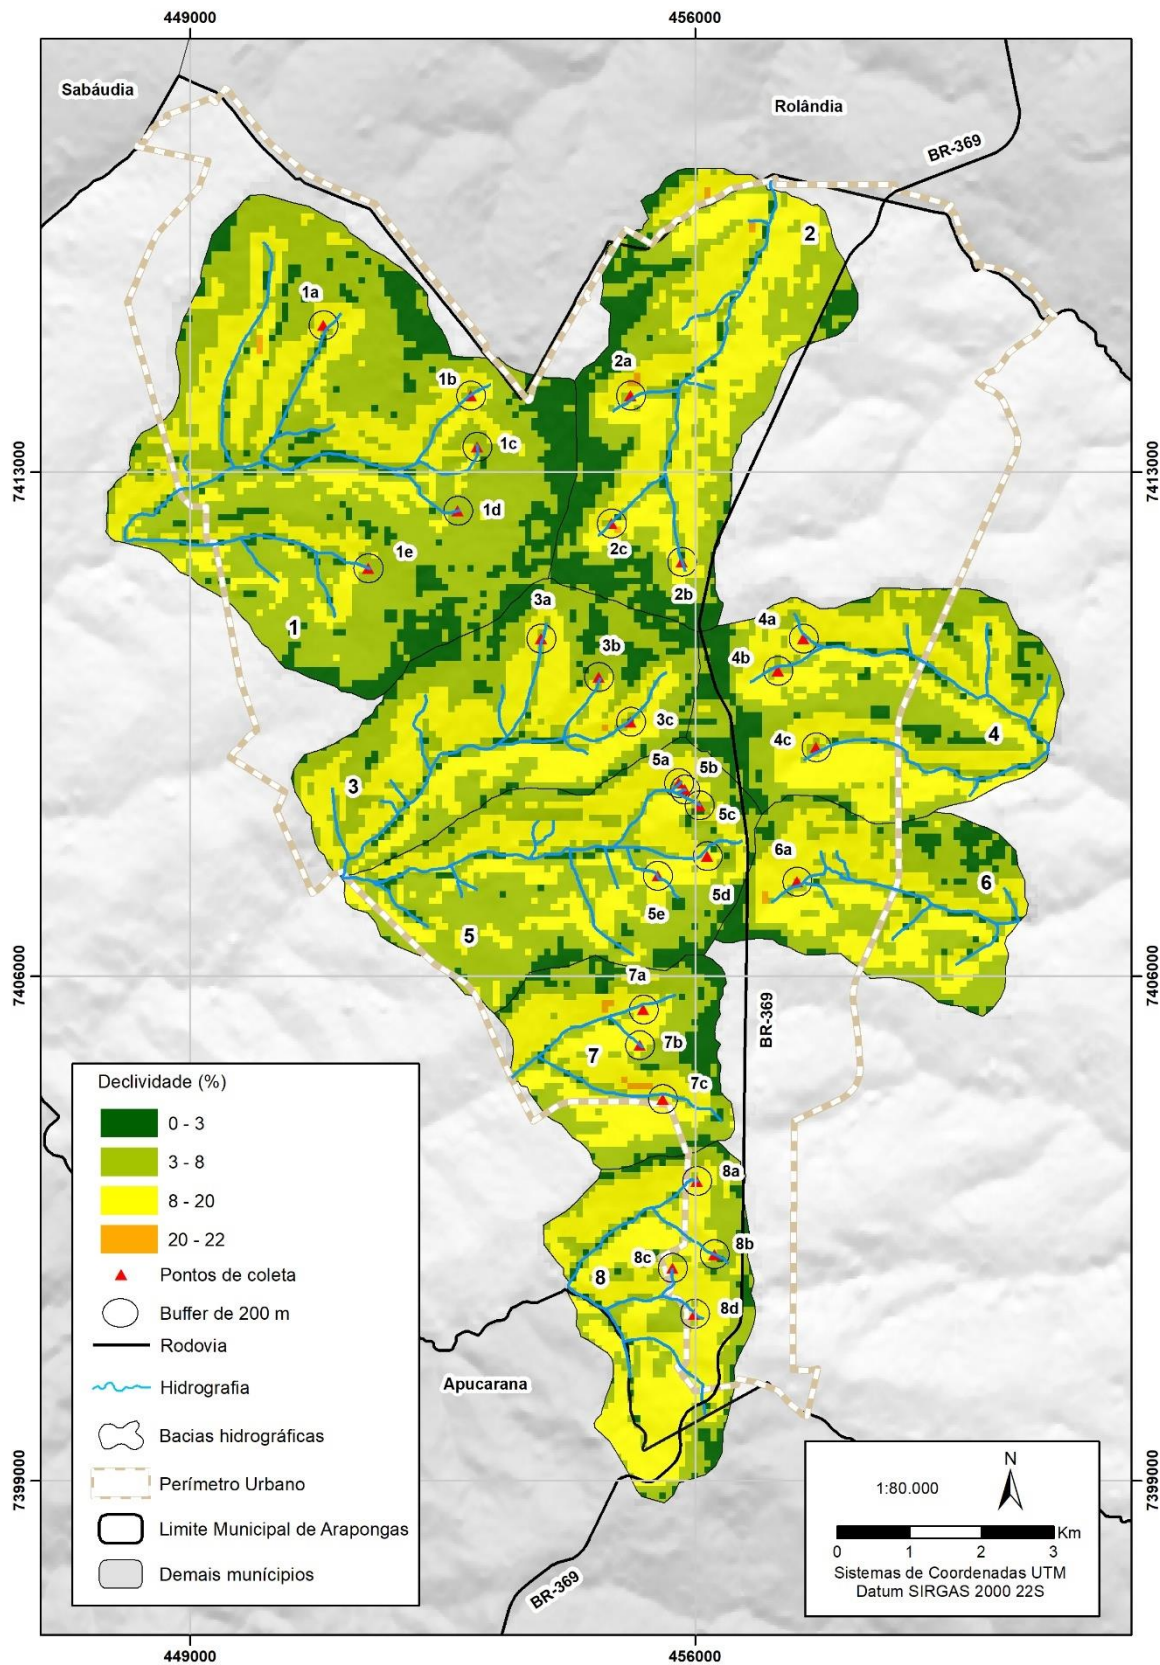 449000
456000
Sabáudia
Rolândia
BR-369
2
1a
2a
1b
1c
7413000
7413000
1d
2c
1e
2b
3a
4a
1
3b
4b
3c
4c
4
5a
5b
3
5c
6a
6
5d
5e
5
7406000
7406000
7a
BR-369
7b
7
7c
8a
8b
8c
8
8d
Apucarana
Declividade (%)
0 - 3
3 - 8
8 - 20
20 - 22
Pontos de coleta
Buffer de 200 m
Rodovia
Hidrografia
Bacias hidrográficas
Perímetro Urbano
Limite Municipal de Arapongas
Demais munícipios
7399000
7399000
N
1:80.000
Km
0 1 2 3
Sistemas de Coordenadas UTM
Datum SIRGAS 2000 22S
BR-369
449000
456000